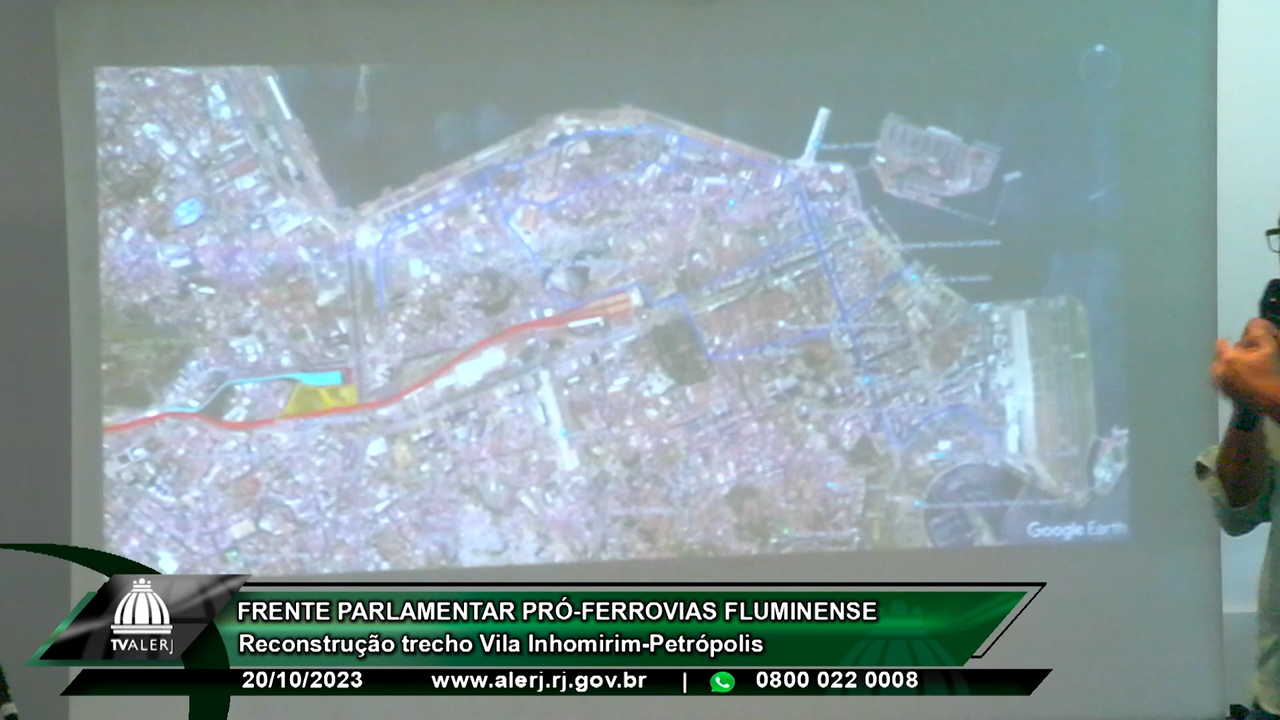 Google Earth
FRENTE PARLAMENTAR PRÓ-FERROVIAS FLUMINENSE
TVALERJ
Reconstrução trecho Vila Inhomirim-Petrópolis
20/10/2023 www.alerj.rj.gov.br | 0800 022 0008